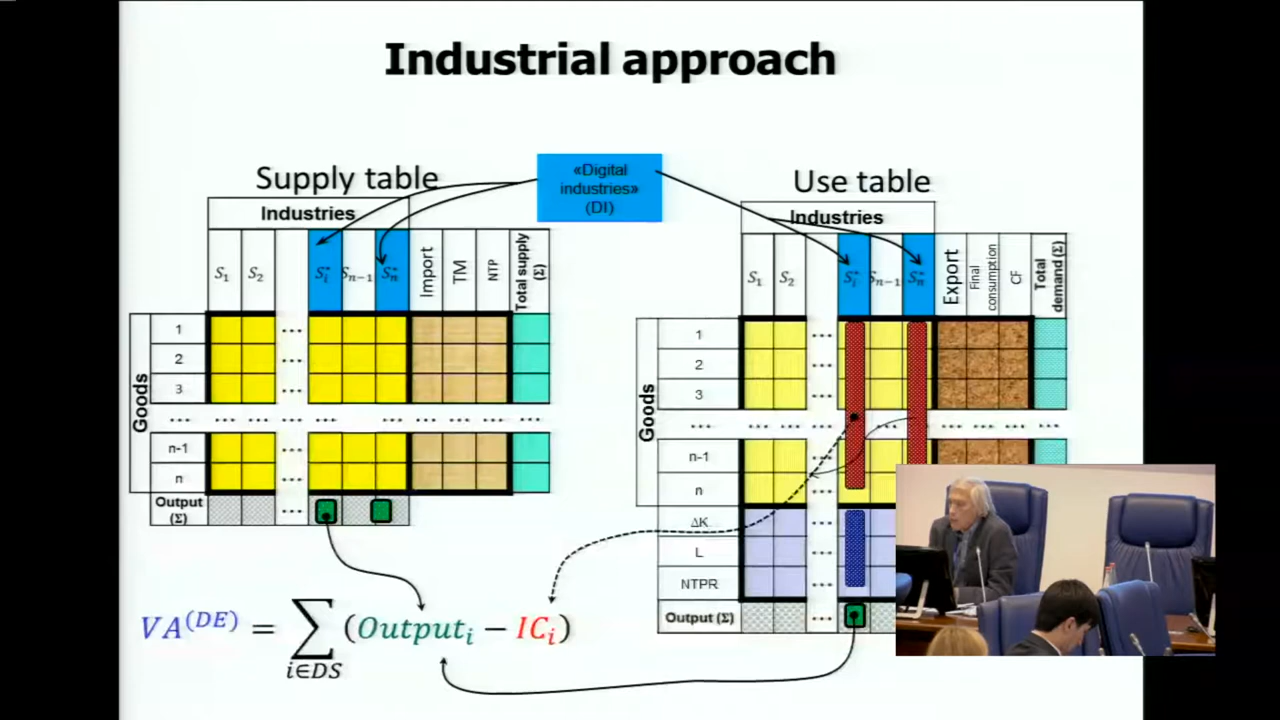 Industrial approach
Supply table
«Digital
industries»
(DI)
Use table
Industries
S₁ S₂ Sᵢ* Sₙ₋₁ Sₙ* Import TM NTP Total supply (Σ)
Goods
1
2
3
... ... ... ... ... ... ... ... ... ...
n-1
n
Output
(Σ)
...
Industries
S₁ S₂ Sᵢ* Sₙ₋₁ Sₙ* Export Final consumption CF Total demand (Σ)
Goods
1
2
3
... ... ... ... ... ... ... ... ...
n-1
n
ΔK
L
NTPR
Output (Σ)
...
VA⁽ᴰᴱ⁾ = ∑ (Outputᵢ − ICᵢ)
i∈DS